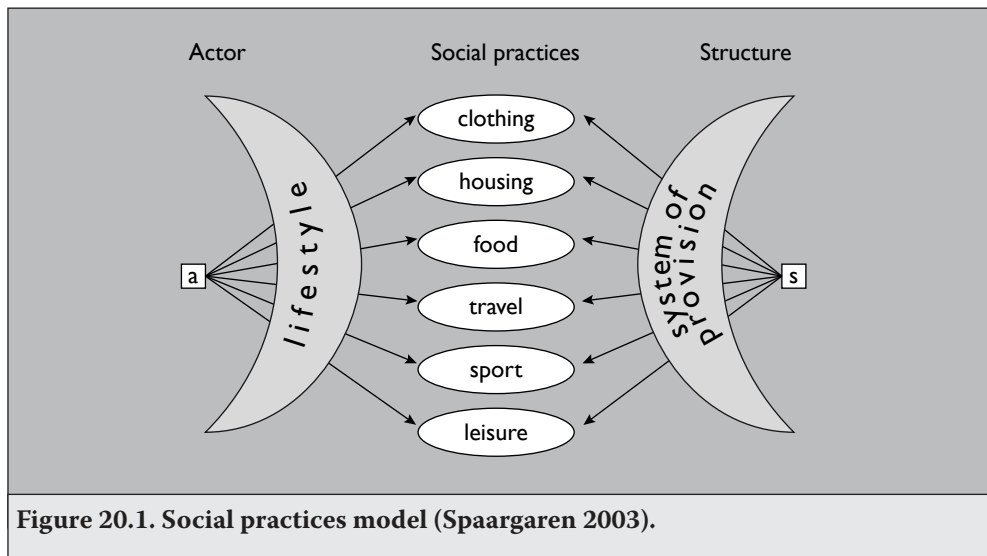 Actor Social practices Structure
clothing
housing
food
travel
sport
leisure
a
lifestyle
system of
provision
s
Figure 20.1. Social practices model (Spaargaren 2003).